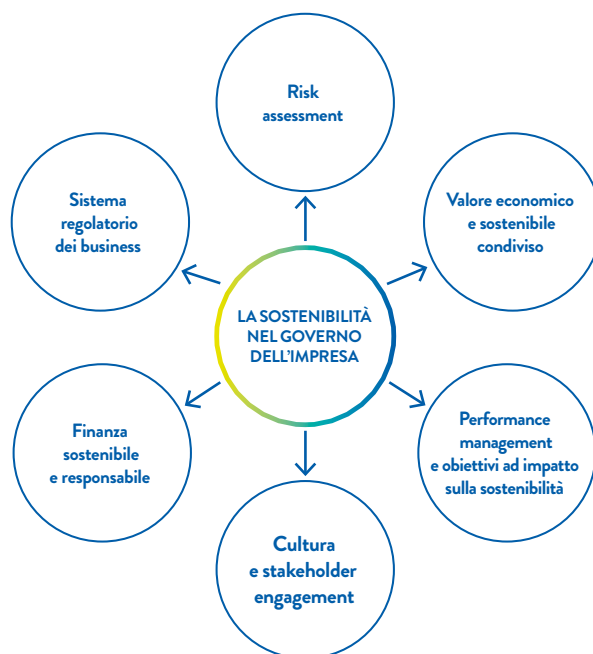 Risk
assessment
Sistema
regolatorio
dei business
Valore economico
e sostenibile
condiviso
LA SOSTENIBILITÀ
NEL GOVERNO
DELL’IMPRESA
Finanza
sostenibile
e responsabile
Performance
management
e obiettivi ad impatto
sulla sostenibilità
Cultura
e stakeholder
engagement